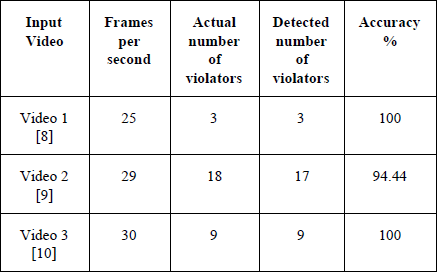 Input Frames Actual Detected Accuracy
Video per number number %
second of of
violators violators
Video 1 25 3 3 100
[8]
Video 2 29 18 17 94.44
[9]
Video 3 30 9 9 100
[10]